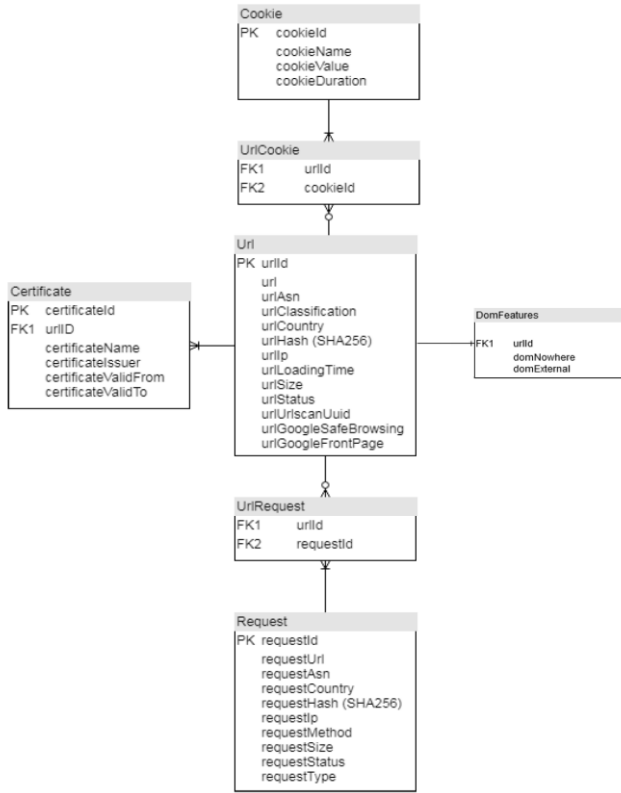 Cookie
PK cookieId
cookieName
cookieValue
cookieDuration
UrlCookie
FK1 urlId
FK2 cookieId
Url
PK urlId
url
urlAsn
urlClassification
urlCountry
urlHash (SHA256)
urlIp
urlLoadingTime
urlSize
urlStatus
urlUrlscanUuid
urlGoogleSafeBrowsing
urlGoogleFrontPage
Certificate
PK certificateId
FK1 urlID
certificateName
certificateIssuer
certificateValidFrom
certificateValidTo
DomFeatures
FK1 urlId
domNowhere
domExternal
UrlRequest
FK1 urlId
FK2 requestId
Request
PK requestId
requestUrl
requestAsn
requestCountry
requestHash (SHA256)
requestIp
requestMethod
requestSize
requestStatus
requestType